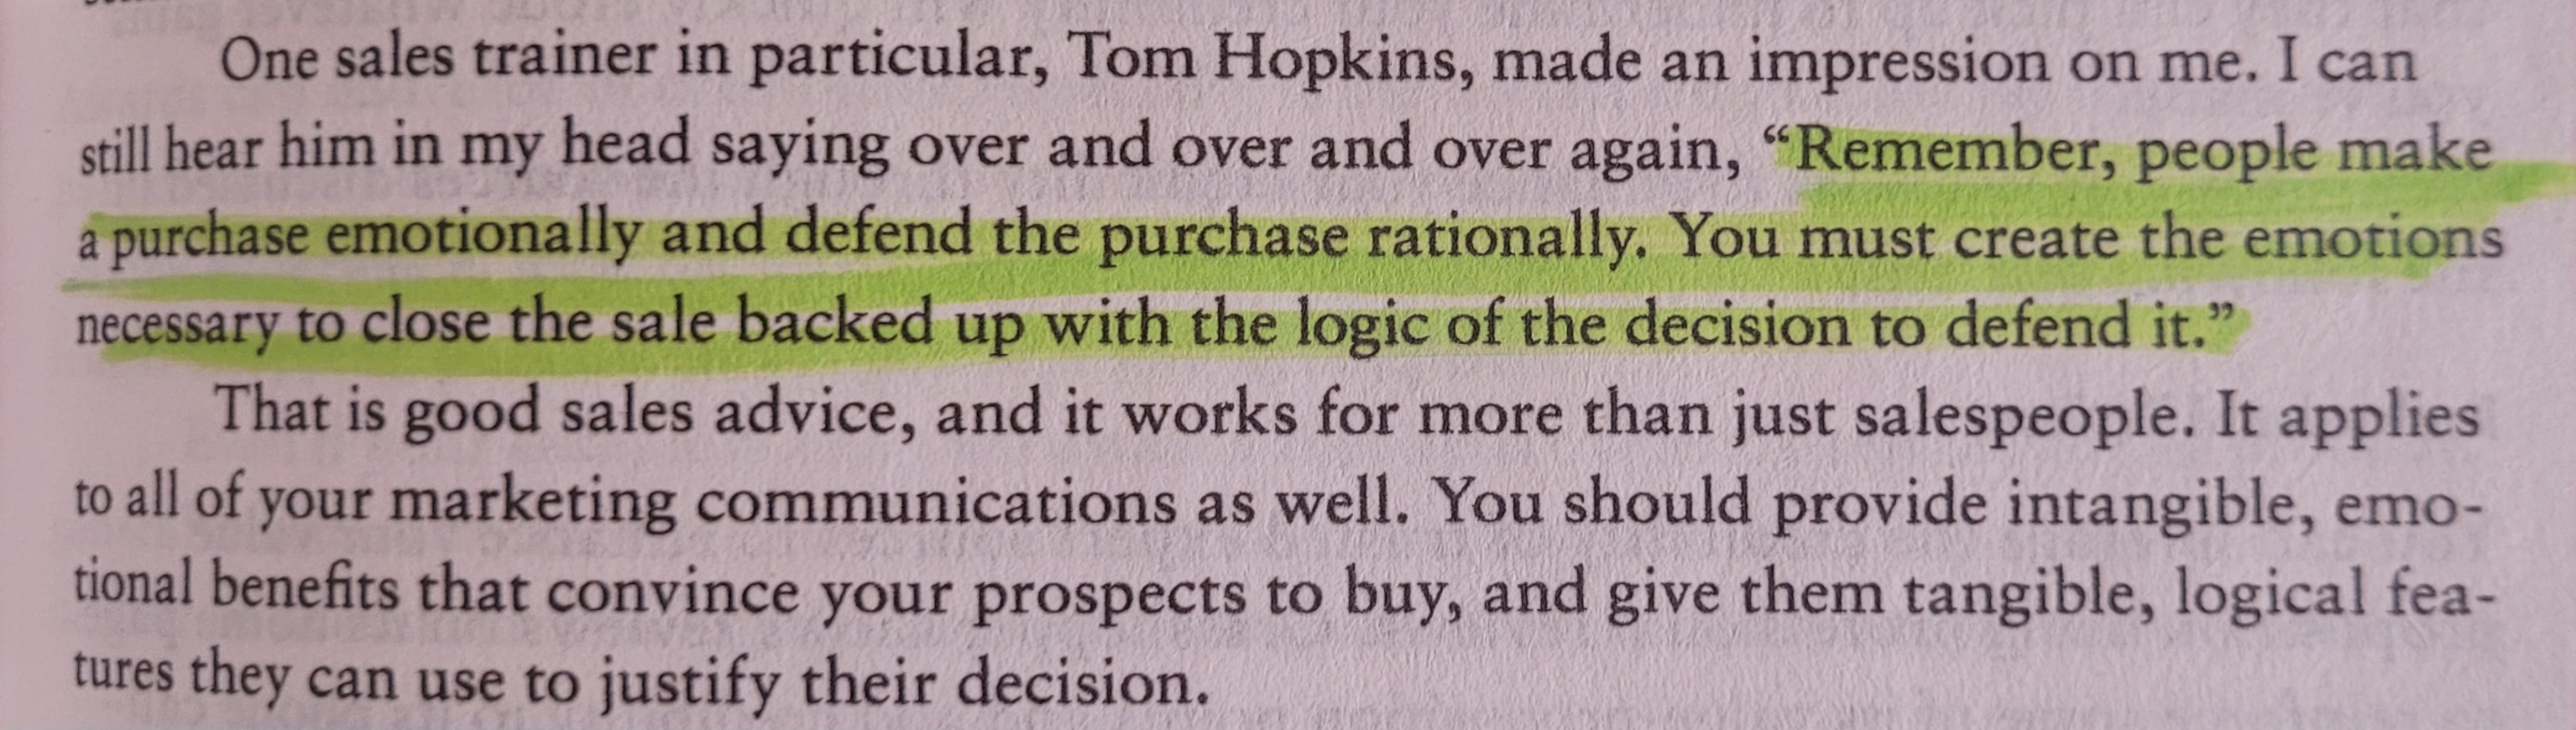 One sales trainer in particular, Tom Hopkins, made an impression on me. I can
still hear him in my head saying over and over and over again, “Remember, people make
a purchase emotionally and defend the purchase rationally. You must create the emotions
necessary to close the sale backed up with the logic of the decision to defend it.”
That is good sales advice, and it works for more than just salespeople. It applies
to all of your marketing communications as well. You should provide intangible, emo-
tional benefits that convince your prospects to buy, and give them tangible, logical fea-
tures they can use to justify their decision.